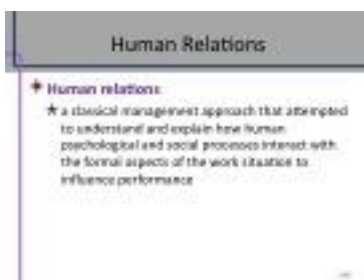 Human Relations
Human relations
a classical management approach that attempted
to understand and explain how human
psychological and social processes interact with
the formal aspects of the work situation to
influence performance